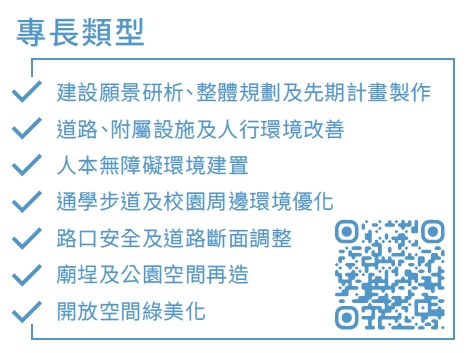 專長類型
建設願景研析、整體規劃及先期計畫製作
道路、附屬設施及人行環境改善
人本無障礙環境建置
通學步道及校園周邊環境優化
路口安全及道路斷面調整
廟埕及公園空間再造
開放空間綠美化